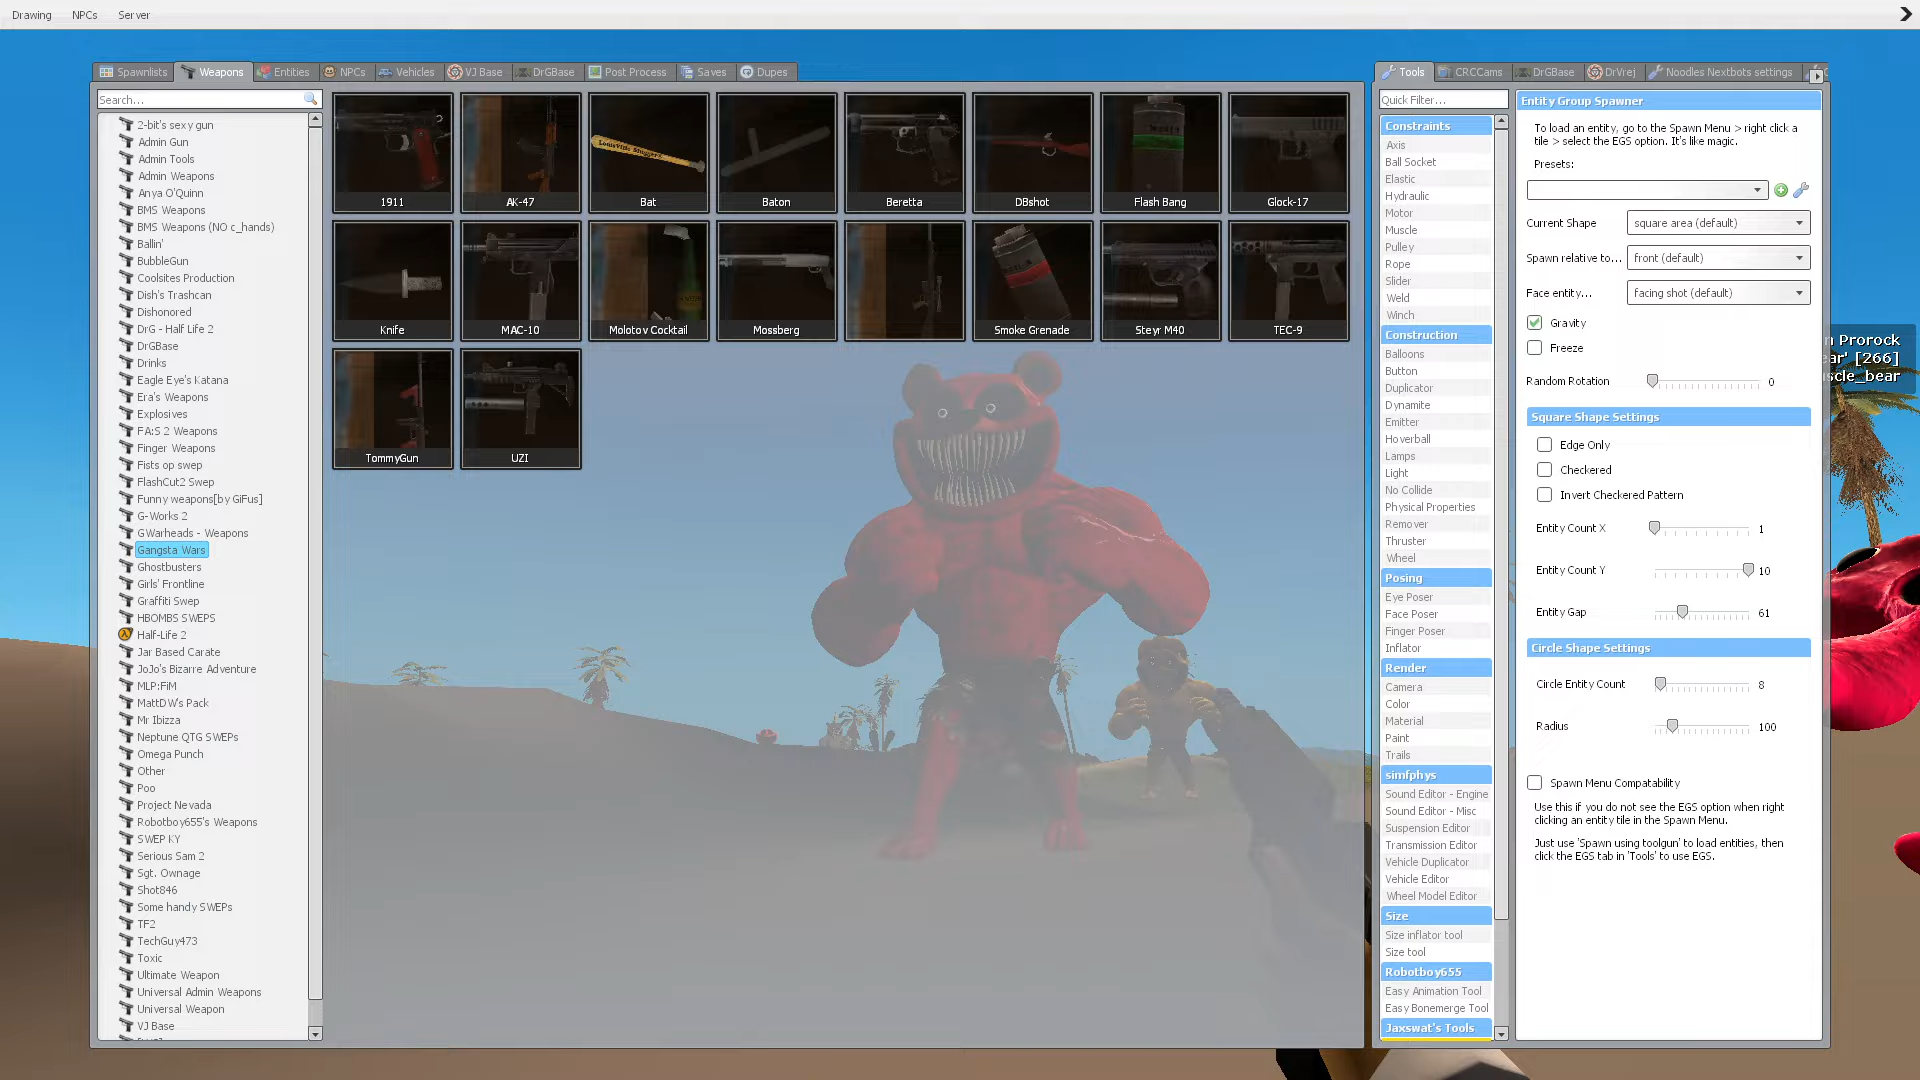 Drawing NPCs Server
Spawnlists Weapons Entities NPCs Vehicles VJ Base DrGBase Post Process Saves Dupes
Search...
2-bit's sexy gun
Admin Gun
Admin Tools
Admin Weapons
Anya O'Quinn
BMS Weapons
BMS Weapons (NO c_hands)
Ballin'
BubbleGun
Coolsites Production
Dish's Trashcan
Dishonored
DrG - Half Life 2
DrGBase
Drinks
Eagle Eye's Katana
Era's Weapons
Explosives
FA:S 2 Weapons
Finger Weapons
Fists op swep
FlashCut2 Swep
Funny weapons[by GiFus]
G-Works 2
GWarheads - Weapons
Gangsta Wars
Ghostbusters
Girls' Frontline
Graffiti Swep
HBOMBS SWEPS
Half-Life 2
Jar Based Carate
JoJo's Bizarre Adventure
MLP:FiM
MattDW's Pack
Mr Ibizza
Neptune QTG SWEPs
Omega Punch
Other
Poo
Project Nevada
Robotboy655's Weapons
SWEP KY
Serious Sam 2
Sgt. Ownage
Shot846
Some handy SWEPs
TF2
TechGuy473
Toxic
Ultimate Weapon
Universal Admin Weapons
Universal Weapon
VJ Base
1911 AK-47 Bat Baton Beretta DBshot Flash Bang Glock-17
Louisville Slugger
Knife MAC-10 Molotov Cocktail Mossberg Smoke Grenade Steyr M40 TEC-9
TommyGun UZI
Tools CRCCams DrGBase DrVrej Noodles Nextbots settings
Quick Filter...
Constraints
Axis
Ball Socket
Elastic
Hydraulic
Motor
Muscle
Pulley
Rope
Slider
Weld
Winch
Construction
Balloons
Button
Duplicator
Dynamite
Emitter
Hoverball
Lamps
Light
No Collide
Physical Properties
Remover
Thruster
Wheel
Posing
Eye Poser
Face Poser
Finger Poser
Inflator
Render
Camera
Color
Material
Paint
Trails
simfphys
Sound Editor - Engine
Sound Editor - Misc
Suspension Editor
Transmission Editor
Vehicle Duplicator
Vehicle Editor
Wheel Model Editor
Size
Size inflator tool
Size tool
Robotboy655
Easy Animation Tool
Easy Bonemerge Tool
Jaxswat's Tools
Entity Group Spawner
To load an entity, go to the Spawn Menu > right click a
tile > select the EGS option. It's like magic.
Presets:
Current Shape square area (default)
Spawn relative to... front (default)
Face entity... facing shot (default)
Gravity
Freeze
Random Rotation 0
Square Shape Settings
Edge Only
Checkered
Invert Checkered Pattern
Entity Count X 1
Entity Count Y 10
Entity Gap 61
Circle Shape Settings
Circle Entity Count 8
Radius 100
Spawn Menu Compatability
Use this if you do not see the EGS option when right
clicking an entity tile in the Spawn Menu.
Just use 'Spawn using toolgun' to load entities, then
click the EGS tab in 'Tools' to use EGS.
n Prorock
ar' [266]
scle_bear